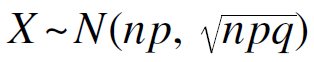 X ~ N(np, √npq)